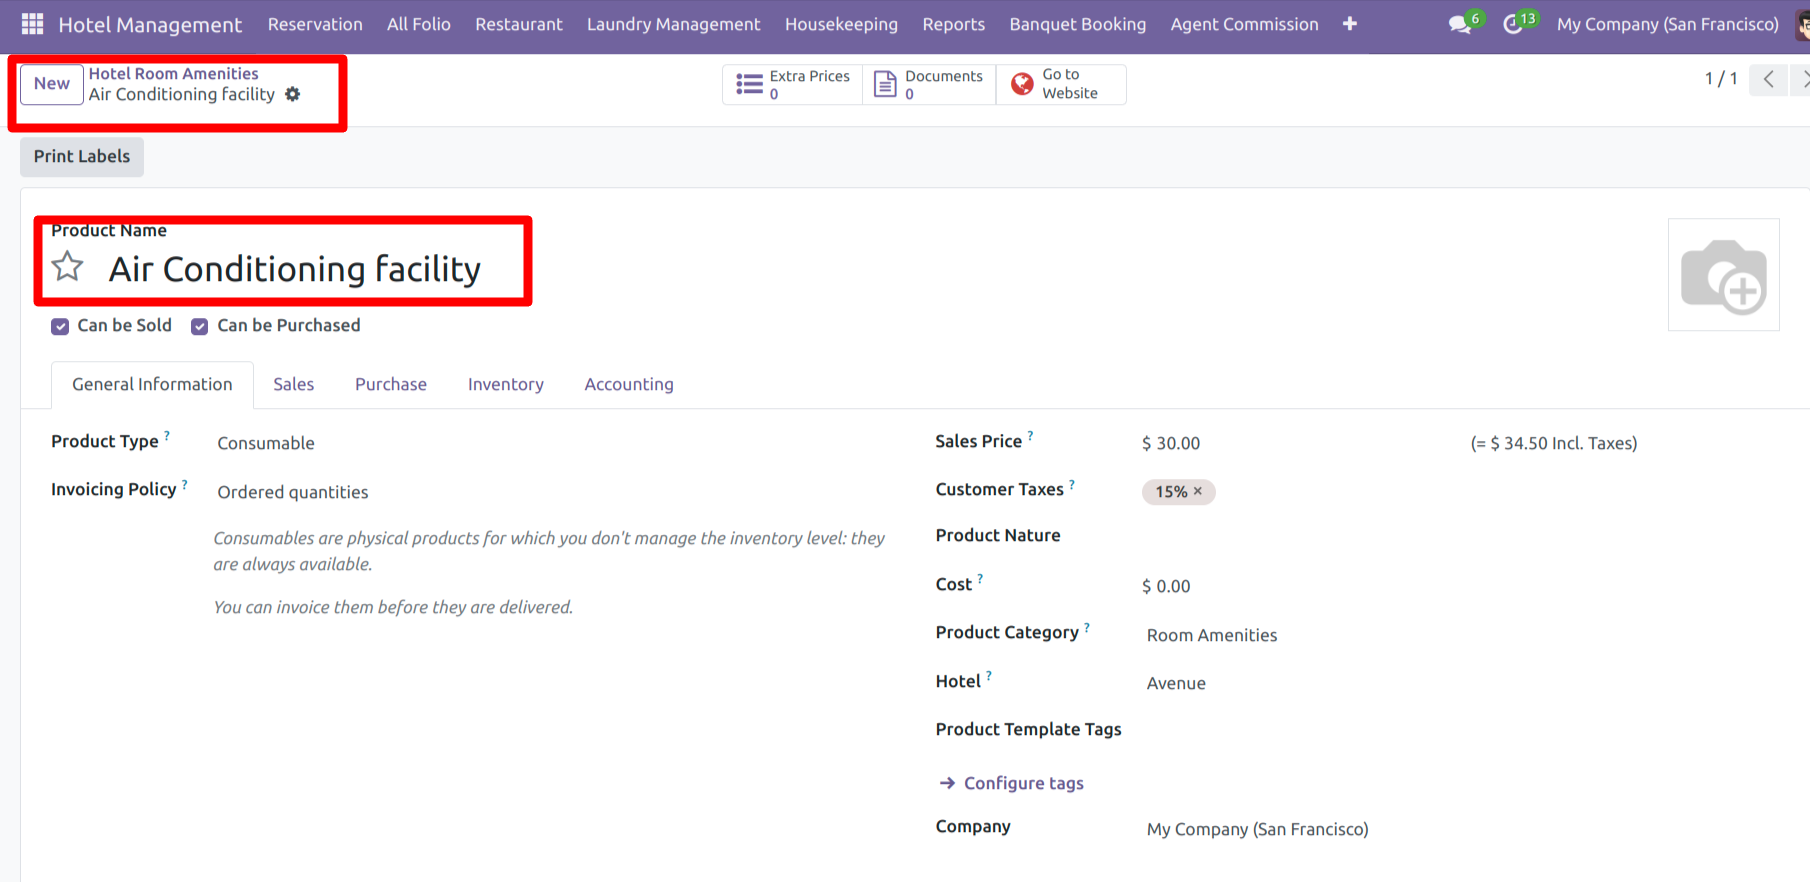 Hotel Management Reservation All Folio Restaurant Laundry Management Housekeeping Reports Banquet Booking Agent Commission 6 13 My Company (San Francisco)
New
Hotel Room Amenities
Air Conditioning facility
Extra Prices
0
Documents
0
Go to
Website
1 / 1
Print Labels
Product Name
Air Conditioning facility
Can be Sold Can be Purchased
General Information Sales Purchase Inventory Accounting
Product Type ? Consumable
Invoicing Policy ? Ordered quantities
Consumables are physical products for which you don't manage the inventory level: they
are always available.
You can invoice them before they are delivered.
Sales Price ? $ 30.00 (= $ 34.50 Incl. Taxes)
Customer Taxes ? 15% ×
Product Nature
Cost ? $ 0.00
Product Category ? Room Amenities
Hotel ? Avenue
Product Template Tags
Configure tags
Company My Company (San Francisco)